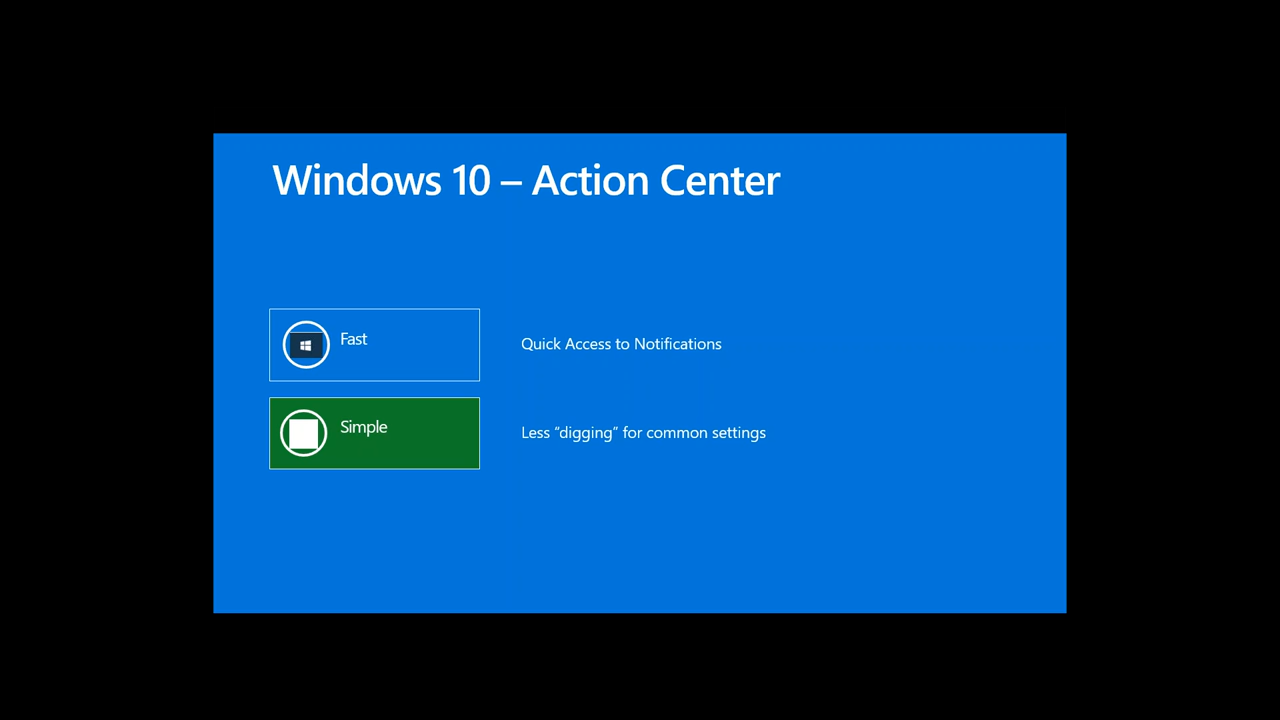 Windows 10 – Action Center
Fast
Quick Access to Notifications
Simple
Less “digging” for common settings